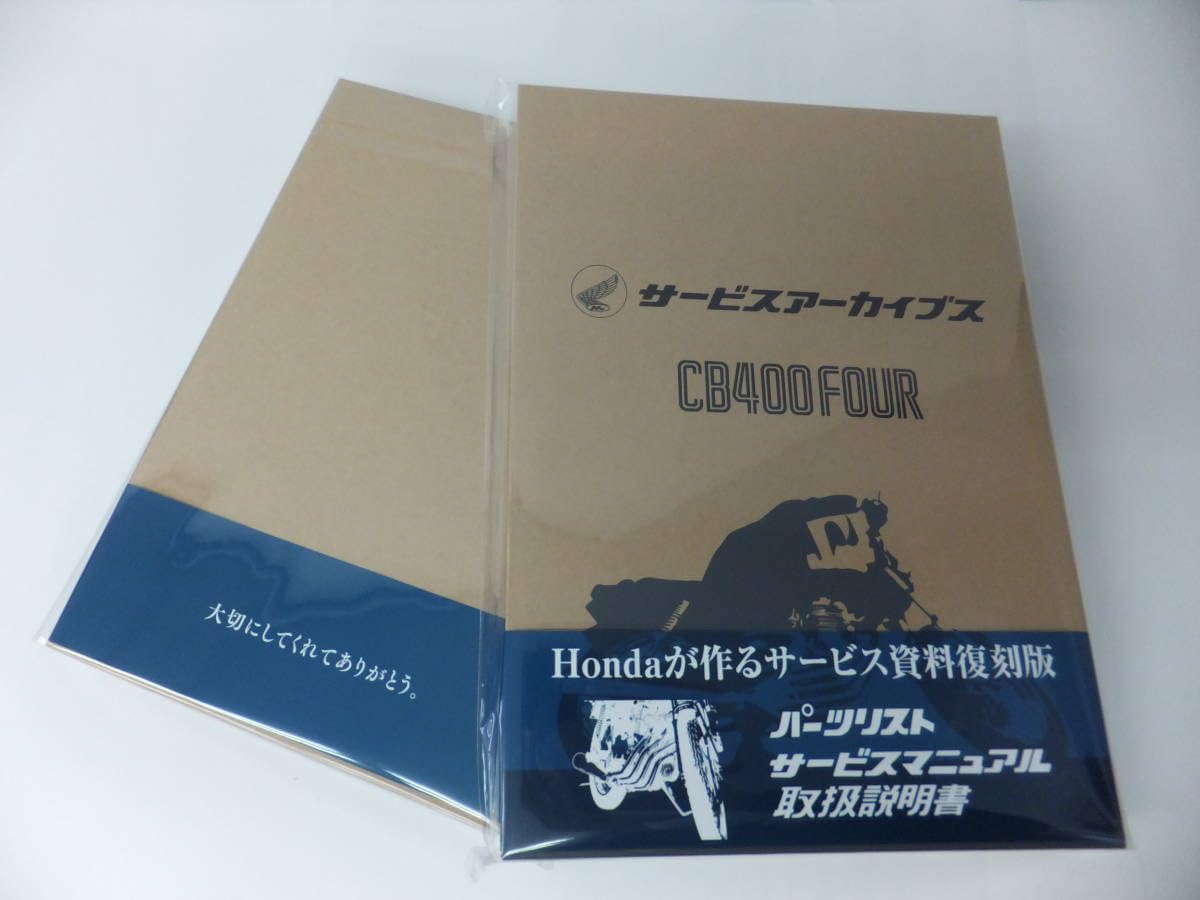 サービスアーカイブス
CB400FOUR
Hondaが作るサービス資料復刻版
パーツリスト
サービスマニュアル
取扱説明書
大切にしてくれてありがとう。